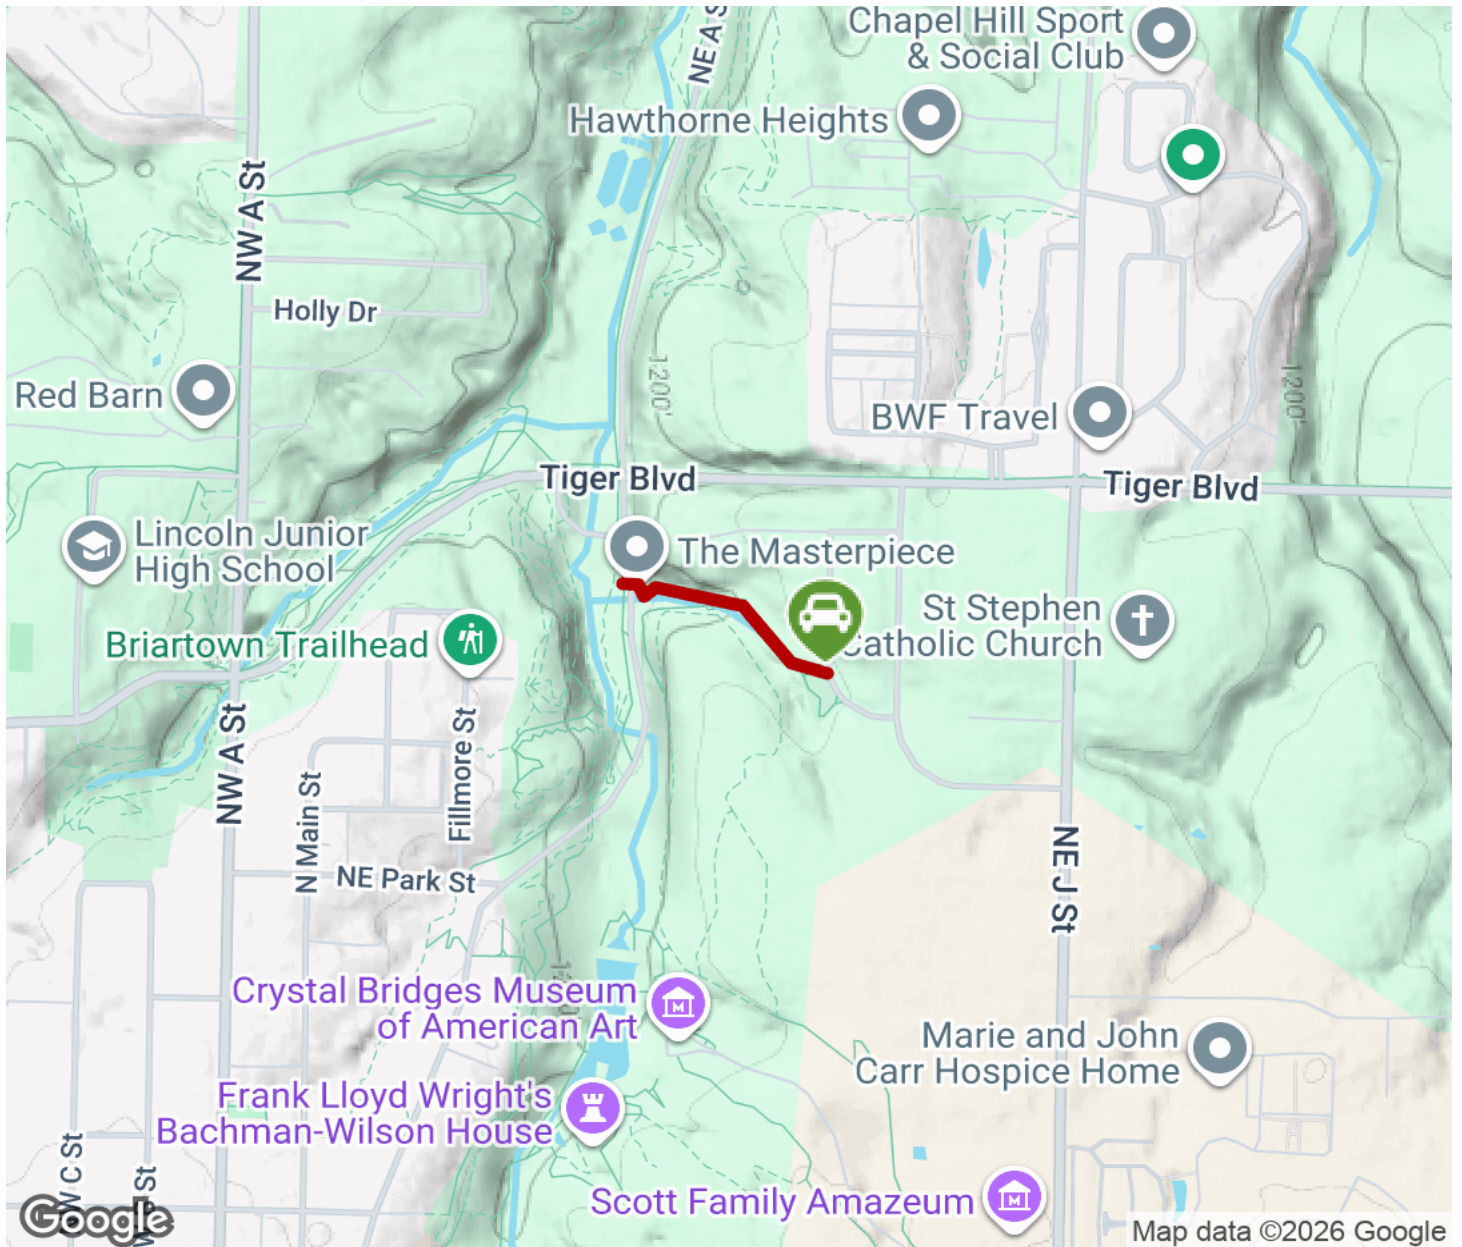 Chapel Hill Sport
& Social Club
NE A S
Hawthorne Heights
NW A St
Holly Dr
1200'
Red Barn
1200'
BWF Travel
Tiger Blvd
Tiger Blvd
Lincoln Junior
High School
The Masterpiece
St Stephen
Catholic Church
Briartown Trailhead
NW A St
Fillmore St
N Main St
NE Park St
NE J St
Crystal Bridges Museum
of American Art
Marie and John
Carr Hospice Home
Frank Lloyd Wright's
Bachman-Wilson House
W C St
St
Scott Family Amazeum
Google
Map data ©2026 Google